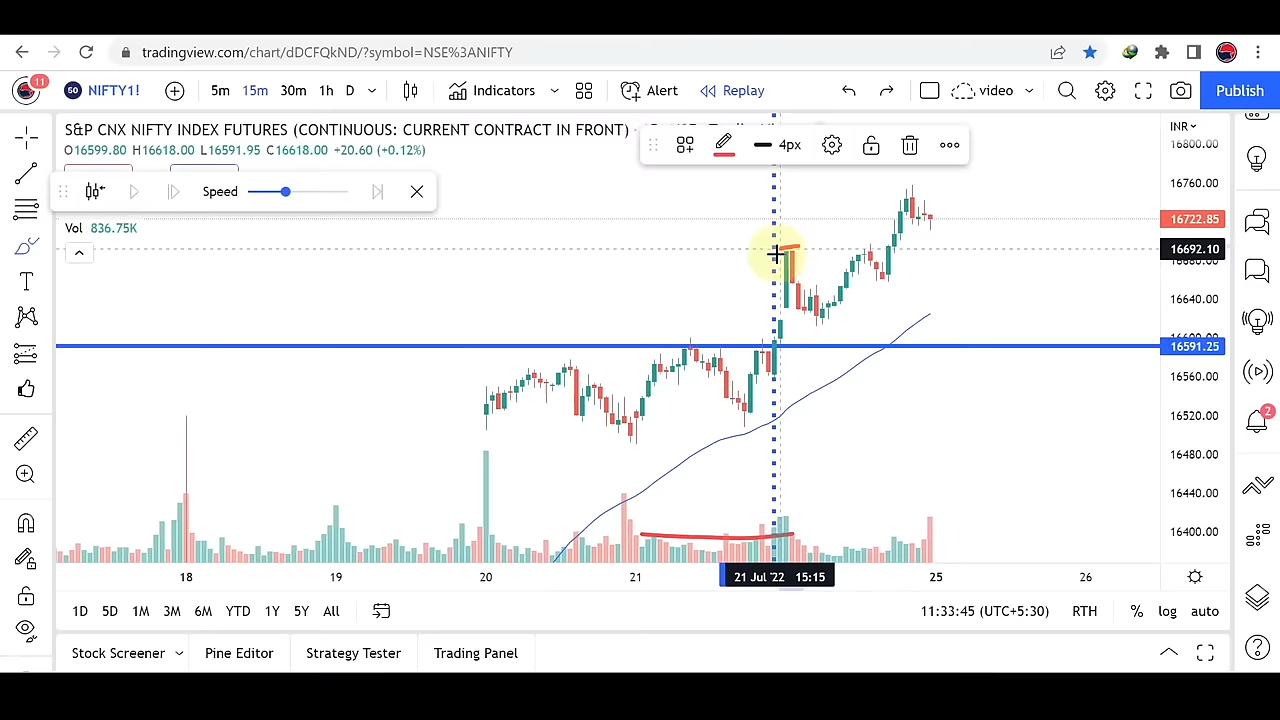 tradingview.com/chart/dDCFQkND/?symbol=NSE%3ANIFTY
11
50 NIFTY1! 5m 15m 30m 1h D Indicators Alert Replay video Publish
S&P CNX NIFTY INDEX FUTURES (CONTINUOUS: CURRENT CONTRACT IN FRONT)
INR
O16599.80 H16618.00 L16591.95 C16618.00 +20.60 (+0.12%)
4px
16800.00
Speed
16760.00
16722.85
Vol 836.75K
16692.10
16640.00
16591.25
16560.00
16520.00
16480.00
16440.00
16400.00
2
18 19 20 21 21 Jul '22 15:15 25 26
1D 5D 1M 3M 6M YTD 1Y 5Y All 11:33:45 (UTC+5:30) RTH % log auto
Stock Screener Pine Editor Strategy Tester Trading Panel